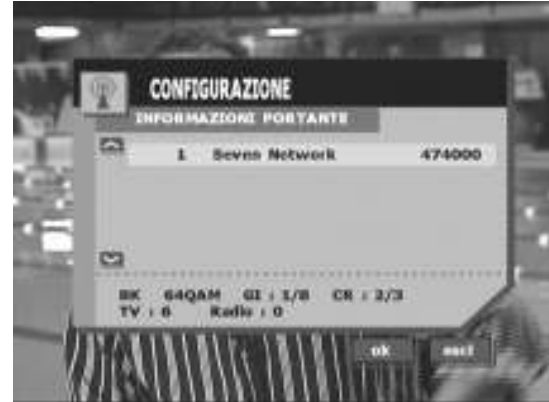 CONFIGURAZIONE
INFORMAZIONI PORTANTE
1 Seven Network 474000
8K 64QAM GI : 1/8 CR : 2/3
TV : 6 Radio : 0
ok esci